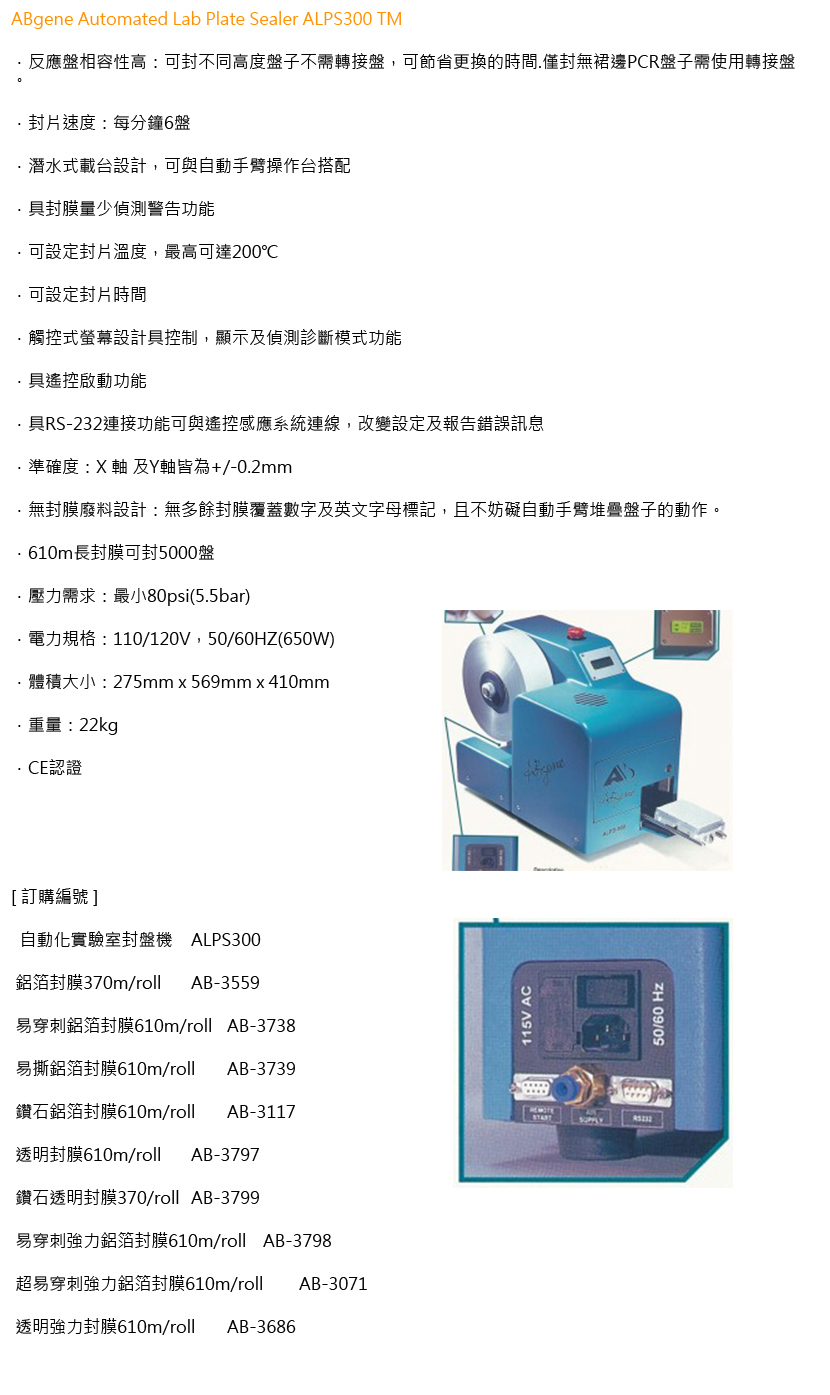 ABgene Automated Lab Plate Sealer ALPS300 TM
· 反應盤相容性高：可封不同高度盤子不需轉接盤，可節省更換的時間.僅封無裙邊PCR盤子需使用轉接盤
。
· 封片速度：每分鐘6盤
· 潛水式載台設計，可與自動手臂操作台搭配
· 具封膜量少偵測警告功能
· 可設定封片溫度，最高可達200℃
· 可設定封片時間
· 觸控式螢幕設計具控制，顯示及偵測診斷模式功能
· 具遙控啟動功能
· 具RS-232連接功能可與遙控感應系統連線，改變設定及報告錯誤訊息
· 準確度：X 軸 及Y軸皆為+/-0.2mm
· 無封膜廢料設計：無多餘封膜覆蓋數字及英文字母標記，且不妨礙自動手臂堆疊盤子的動作。
· 610m長封膜可封5000盤
· 壓力需求：最小80psi(5.5bar)
· 電力規格：110/120V，50/60HZ(650W)
· 體積大小：275mm x 569mm x 410mm
· 重量：22kg
· CE認證
ABgene
Ab
ABgene
ALPS-300
[ 訂購編號 ]
自動化實驗室封盤機 ALPS300
鋁箔封膜370m/roll AB-3559
易穿刺鋁箔封膜610m/roll AB-3738
易撕鋁箔封膜610m/roll AB-3739
鑽石鋁箔封膜610m/roll AB-3117
透明封膜610m/roll AB-3797
鑽石透明封膜370/roll AB-3799
易穿刺強力鋁箔封膜610m/roll AB-3798
超易穿刺強力鋁箔封膜610m/roll AB-3071
透明強力封膜610m/roll AB-3686
115V AC
50/60 Hz
REMOTE START
AIR SUPPLY
RS232